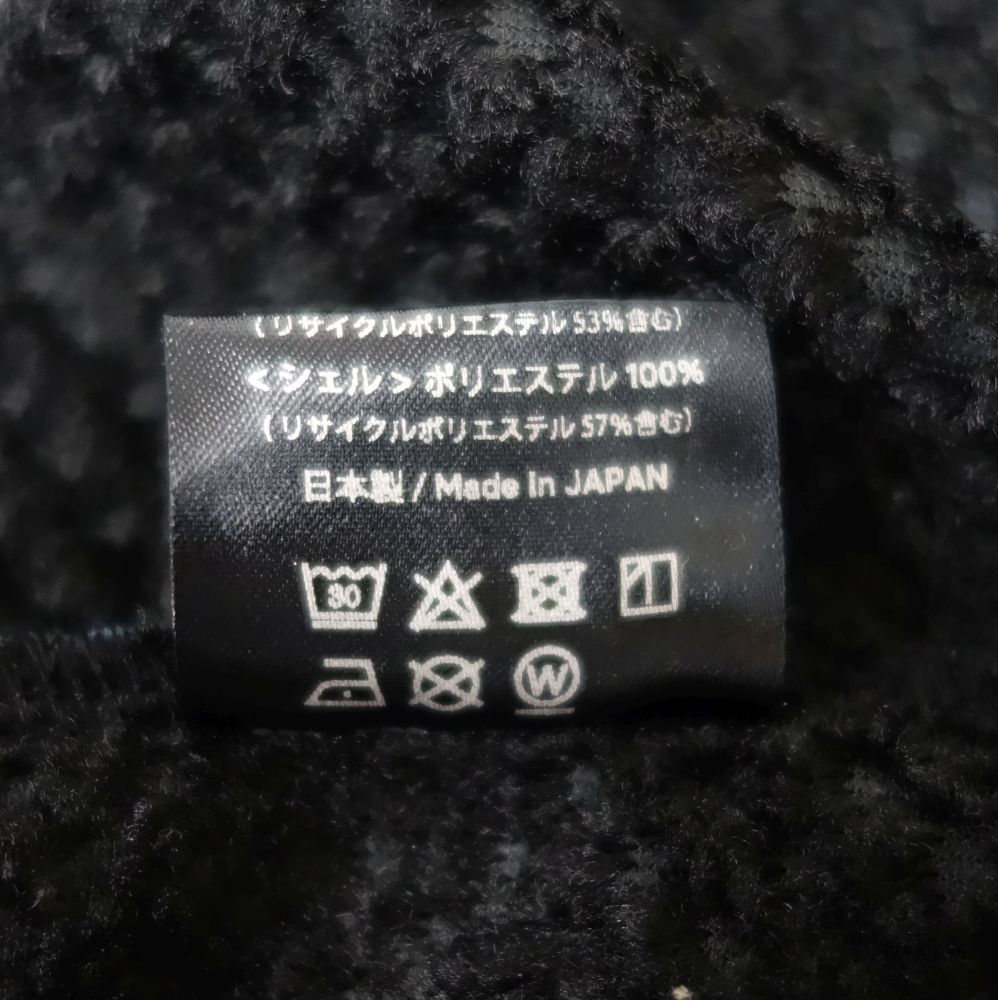 (リサイクルポリエステル 53%含む)
<シェル> ポリエステル 100%
(リサイクルポリエステル 57%含む)
日本製 / Made in JAPAN
30
W